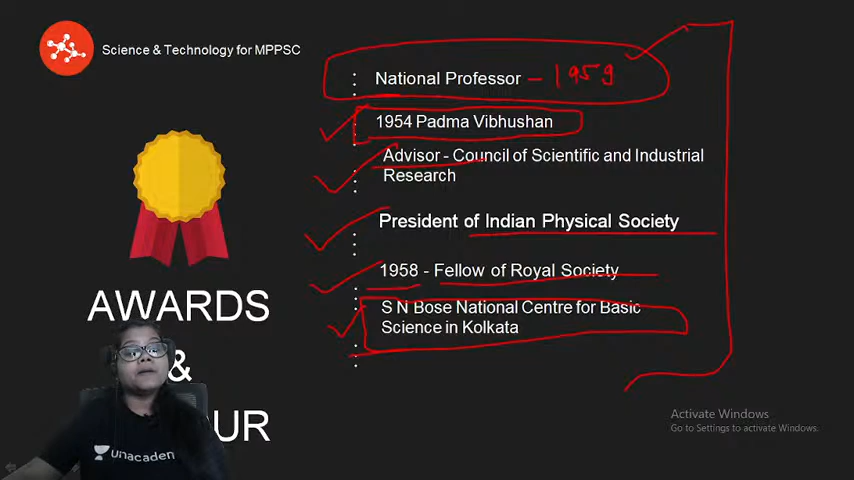 Science & Technology for MPPSC
National Professor - 1959
1954 Padma Vibhushan
Advisor - Council of Scientific and Industrial
Research
President of Indian Physical Society
1958 - Fellow of Royal Society
S N Bose National Centre for Basic
Science in Kolkata
AWARDS
&
UR
unacadem
Activate Windows
Go to Settings to activate Windows.